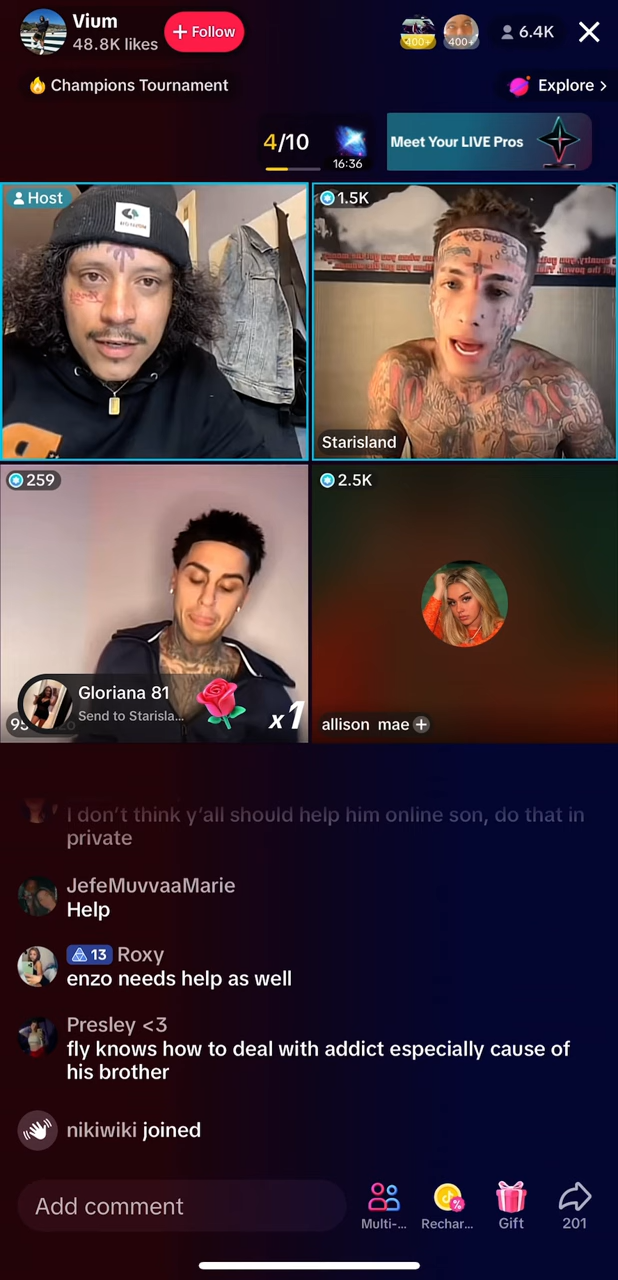 Vium
48.8K likes
+ Follow
400+
400+
6.4K
Champions Tournament
Explore >
4/10
16:36
Meet Your LIVE Pros
Host
1.5K
Starisland
259
2.5K
Gloriana 81
Send to Starisla...
x1
allison mae
I don't think y'all should help him online son, do that in
private
JefeMuvvaaMarie
Help
13 Roxy
enzo needs help as well
Presley <3
fly knows how to deal with addict especially cause of
his brother
nikiwiki joined
Add comment
Multi-...
Rechar...
Gift
201